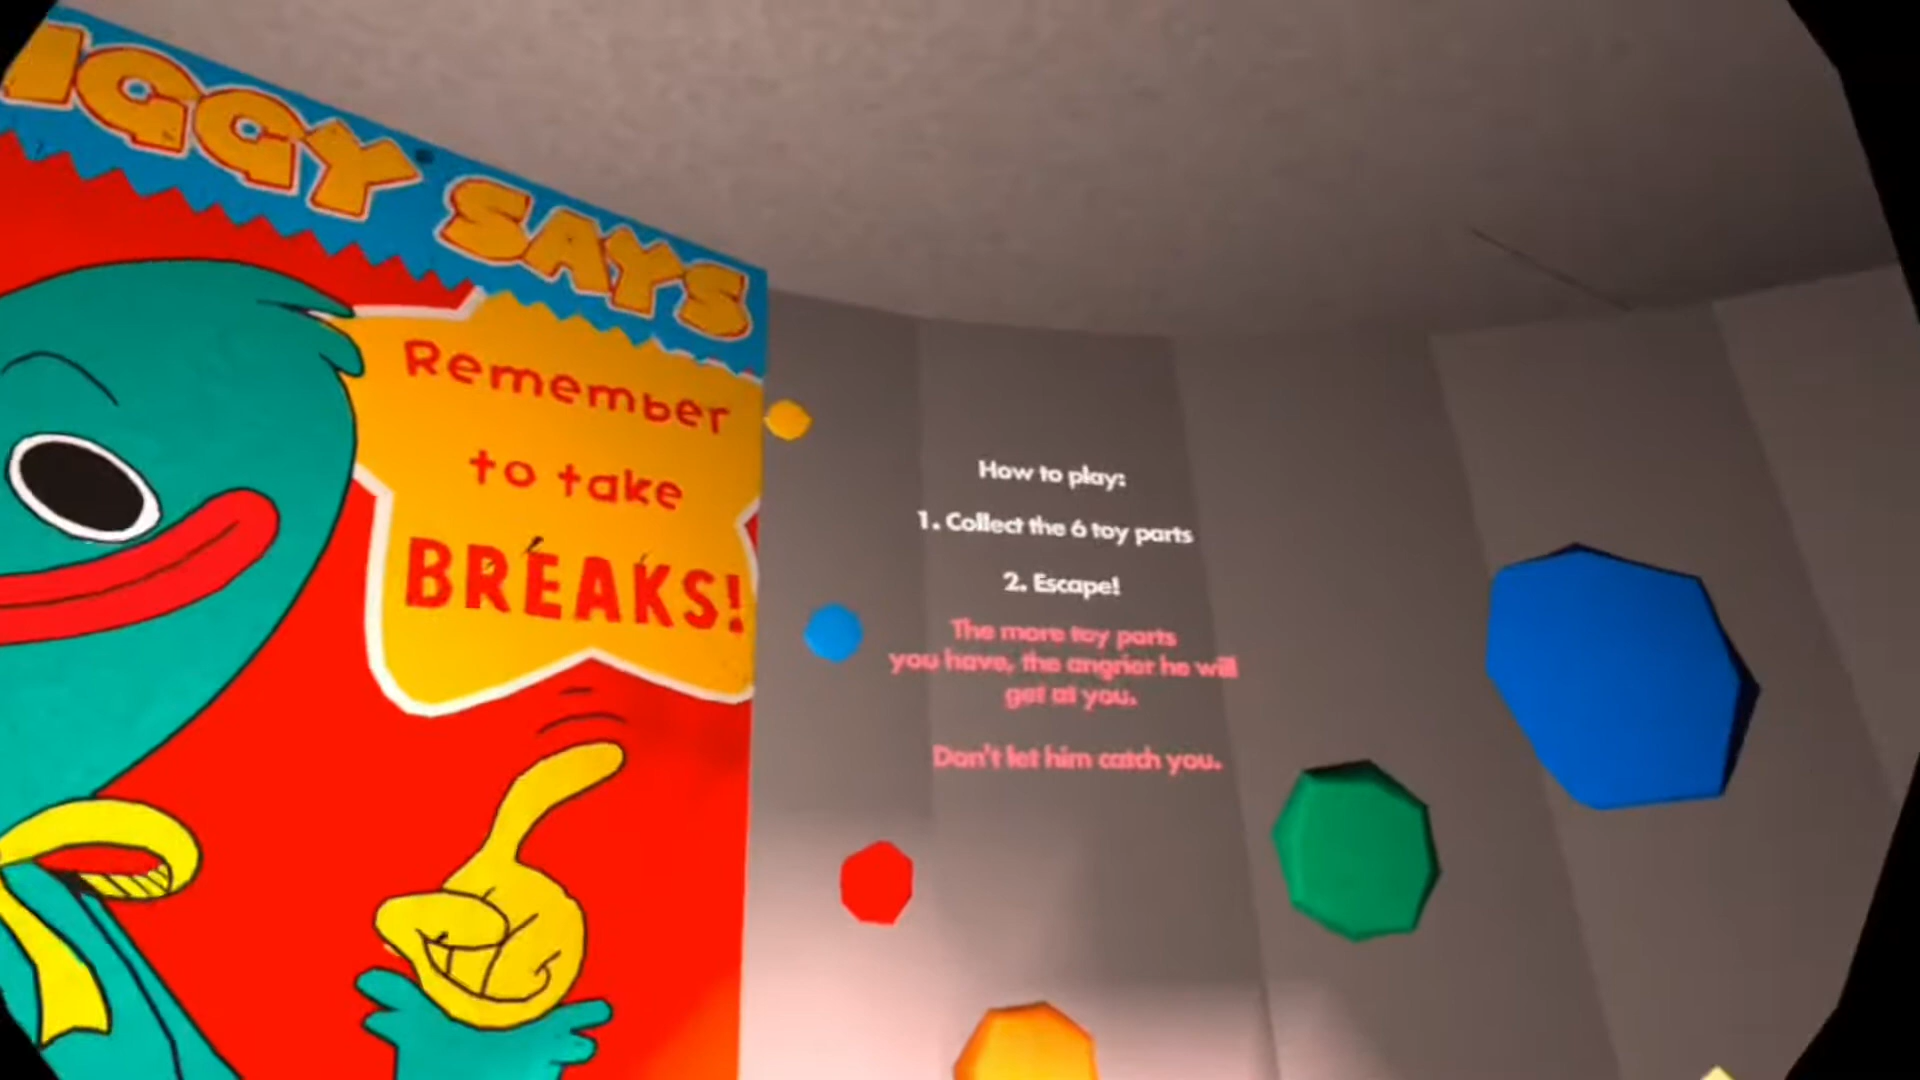 IGGY SAYS
Remember
to take
BREAKS!
How to play:
1. Collect the 6 toy parts
2. Escape!
The more toy parts
you have, the angrier he will
get at you.
Don't let him catch you.